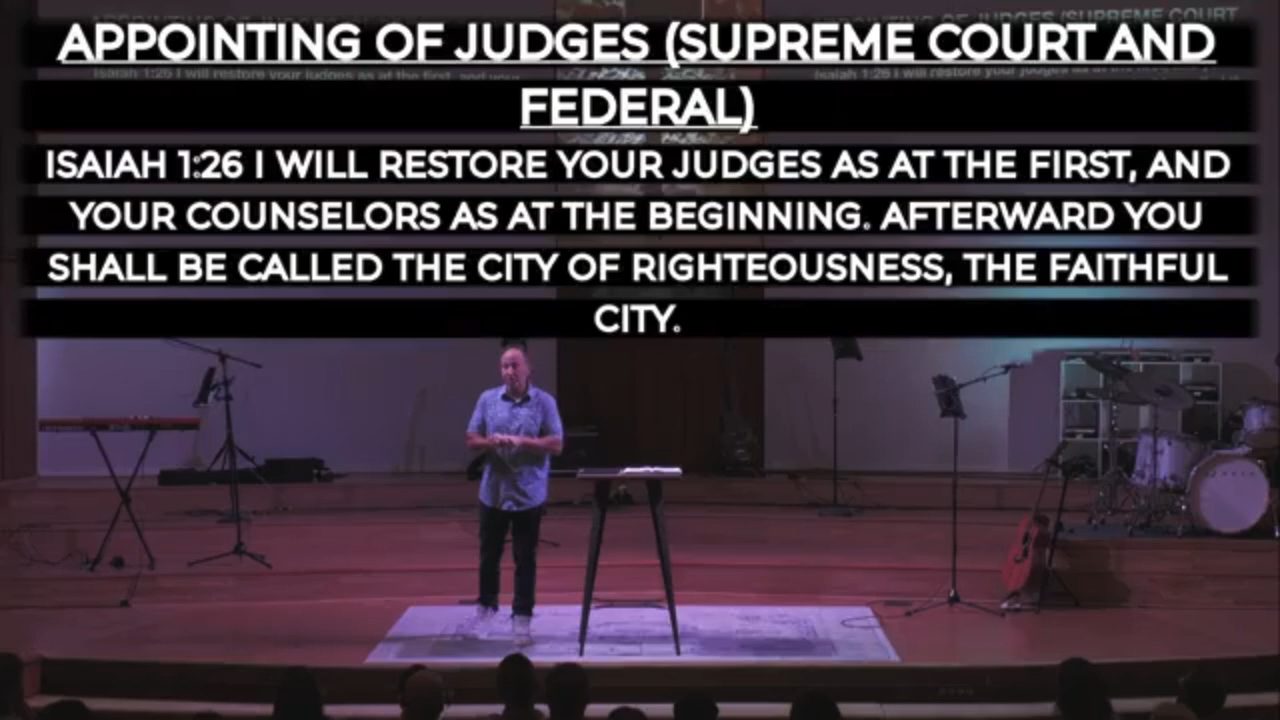 APPOINTING OF JUDGES (SUPREME COURT AND
FEDERAL)
ISAIAH 1:26 I WILL RESTORE YOUR JUDGES AS AT THE FIRST, AND
YOUR COUNSELORS AS AT THE BEGINNING. AFTERWARD YOU
SHALL BE CALLED THE CITY OF RIGHTEOUSNESS, THE FAITHFUL
CITY.